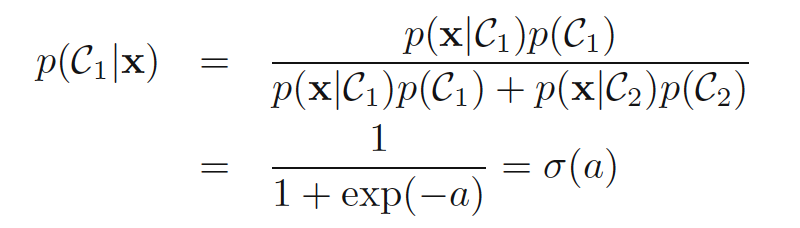 p(𝒞₁|𝐱) = p(𝐱|𝒞₁)p(𝒞₁) / p(𝐱|𝒞₁)p(𝒞₁) + p(𝐱|𝒞₂)p(𝒞₂)
= 1 / 1 + exp(−a) = σ(a)